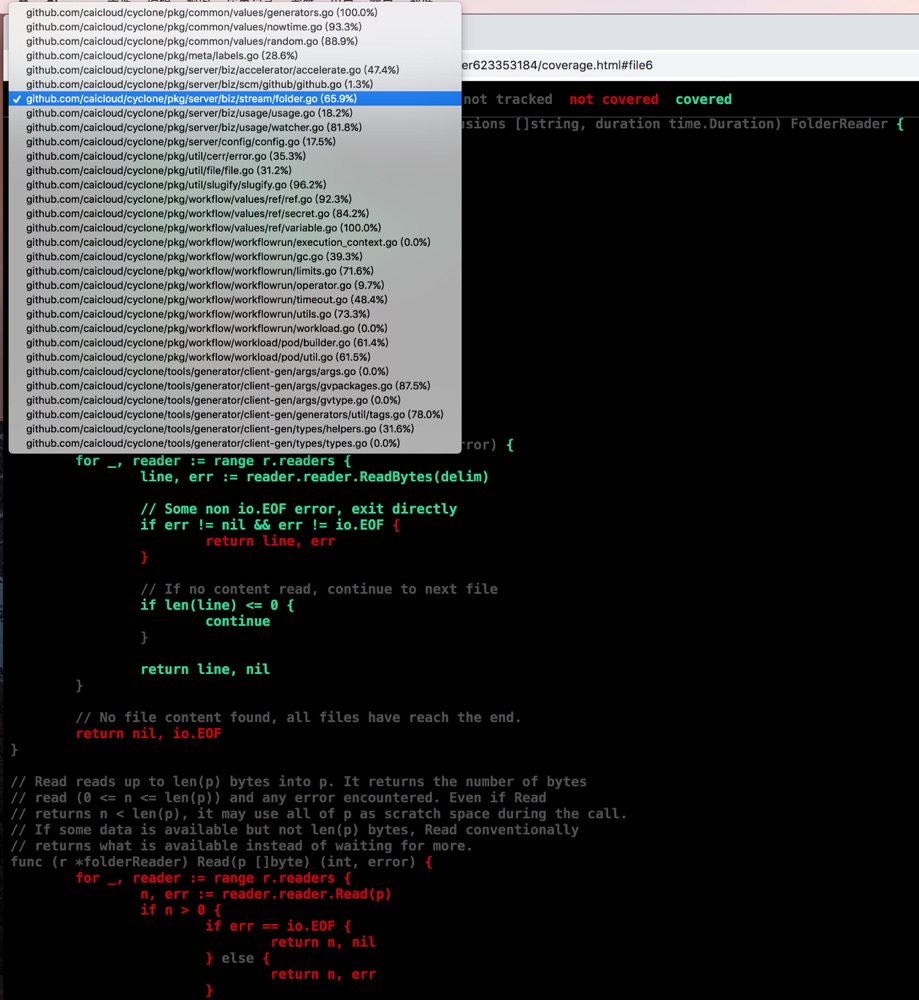 github.com/caicloud/cyclone/pkg/common/values/generators.go (100.0%)
github.com/caicloud/cyclone/pkg/common/values/nowtime.go (93.3%)
github.com/caicloud/cyclone/pkg/common/values/random.go (88.9%)
github.com/caicloud/cyclone/pkg/meta/labels.go (28.6%)
github.com/caicloud/cyclone/pkg/server/biz/accelerator/accelerate.go (47.4%)
github.com/caicloud/cyclone/pkg/server/biz/scm/github/github.go (1.3%)
✓ github.com/caicloud/cyclone/pkg/server/biz/stream/folder.go (65.9%)
github.com/caicloud/cyclone/pkg/server/biz/usage/usage.go (18.2%)
github.com/caicloud/cyclone/pkg/server/biz/usage/watcher.go (81.8%)
github.com/caicloud/cyclone/pkg/server/config/config.go (17.5%)
github.com/caicloud/cyclone/pkg/util/cerr/error.go (35.3%)
github.com/caicloud/cyclone/pkg/util/file/file.go (31.2%)
github.com/caicloud/cyclone/pkg/util/slugify/slugify.go (96.2%)
github.com/caicloud/cyclone/pkg/workflow/values/ref/ref.go (92.3%)
github.com/caicloud/cyclone/pkg/workflow/values/ref/secret.go (84.2%)
github.com/caicloud/cyclone/pkg/workflow/values/ref/variable.go (100.0%)
github.com/caicloud/cyclone/pkg/workflow/workflowrun/execution_context.go (0.0%)
github.com/caicloud/cyclone/pkg/workflow/workflowrun/gc.go (39.3%)
github.com/caicloud/cyclone/pkg/workflow/workflowrun/limits.go (71.6%)
github.com/caicloud/cyclone/pkg/workflow/workflowrun/operator.go (9.7%)
github.com/caicloud/cyclone/pkg/workflow/workflowrun/timeout.go (48.4%)
github.com/caicloud/cyclone/pkg/workflow/workflowrun/utils.go (73.3%)
github.com/caicloud/cyclone/pkg/workflow/workflowrun/workload.go (0.0%)
github.com/caicloud/cyclone/pkg/workflow/workload/pod/builder.go (61.4%)
github.com/caicloud/cyclone/pkg/workflow/workload/pod/util.go (61.5%)
github.com/caicloud/cyclone/tools/generator/client-gen/args/args.go (0.0%)
github.com/caicloud/cyclone/tools/generator/client-gen/args/gvpackages.go (87.5%)
github.com/caicloud/cyclone/tools/generator/client-gen/args/gvtype.go (0.0%)
github.com/caicloud/cyclone/tools/generator/client-gen/generators/util/tags.go (78.0%)
github.com/caicloud/cyclone/tools/generator/client-gen/types/helpers.go (31.6%)
github.com/caicloud/cyclone/tools/generator/client-gen/types/types.go (0.0%)
er623353184/coverage.html#file6
not tracked not covered covered
usions []string, duration time.Duration) FolderReader {
rror) {
for _, reader := range r.readers {
line, err := reader.reader.ReadBytes(delim)
// Some non io.EOF error, exit directly
if err != nil && err != io.EOF {
return line, err
}
// If no content read, continue to next file
if len(line) <= 0 {
continue
}
return line, nil
}
// No file content found, all files have reach the end.
return nil, io.EOF
}
// Read reads up to len(p) bytes into p. It returns the number of bytes
// read (0 <= n <= len(p)) and any error encountered. Even if Read
// returns n < len(p), it may use all of p as scratch space during the call.
// If some data is available but not len(p) bytes, Read conventionally
// returns what is available instead of waiting for more.
func (r *folderReader) Read(p []byte) (int, error) {
for _, reader := range r.readers {
n, err := reader.reader.Read(p)
if n > 0 {
if err == io.EOF {
return n, nil
} else {
return n, err
}